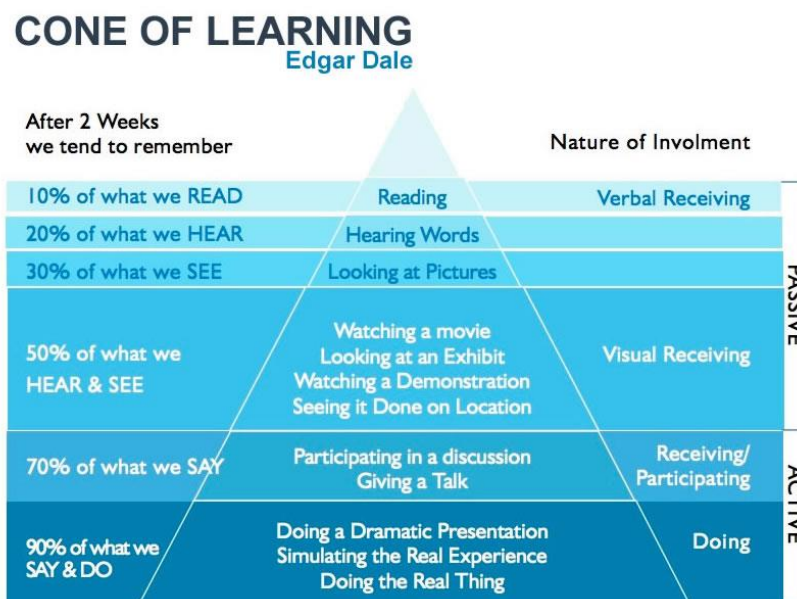 CONE OF LEARNING
Edgar Dale
After 2 Weeks
we tend to remember
Nature of Involment
10% of what we READ
Reading
Verbal Receiving
20% of what we HEAR
Hearing Words
30% of what we SEE
Looking at Pictures
PASSIVE
50% of what we
HEAR & SEE
Watching a movie
Looking at an Exhibit
Watching a Demonstration
Seeing it Done on Location
Visual Receiving
70% of what we SAY
Participating in a discussion
Giving a Talk
Receiving/
Participating
ACTIVE
90% of what we
SAY & DO
Doing a Dramatic Presentation
Simulating the Real Experience
Doing the Real Thing
Doing